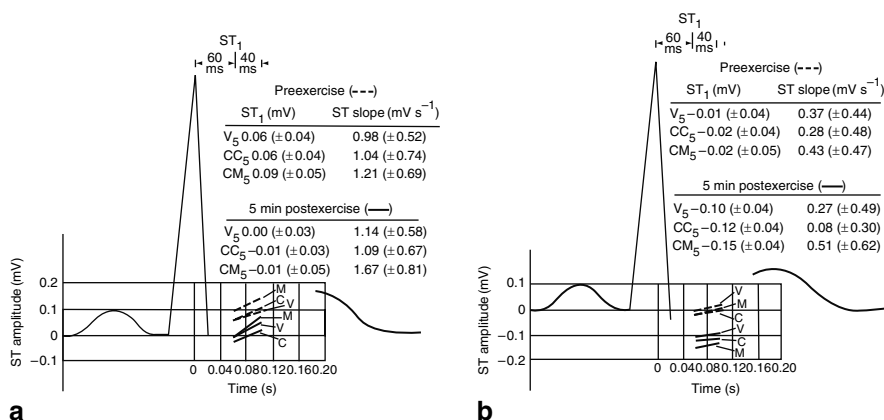 ST1
60 40
ms ms
Preexercise (---)
ST1 (mV) ST slope (mV s−1)
V5 0.06 (±0.04) 0.98 (±0.52)
CC5 0.06 (±0.04) 1.04 (±0.74)
CM5 0.09 (±0.05) 1.21 (±0.69)
5 min postexercise (—)
V5 0.00 (±0.03) 1.14 (±0.58)
CC5 −0.01 (±0.03) 1.09 (±0.67)
CM5 −0.01 (±0.05) 1.67 (±0.81)
ST amplitude (mV)
0.2
0.1
0
−0.1
M
C
V
M
V
C
0 0.04 0.08 0.12 0.16 0.20
Time (s)
a
ST1
60 40
ms ms
Preexercise (---)
ST1 (mV) ST slope (mV s−1)
V5 −0.01 (±0.04) 0.37 (±0.44)
CC5 −0.02 (±0.04) 0.28 (±0.48)
CM5 −0.02 (±0.05) 0.43 (±0.47)
5 min postexercise (—)
V5 −0.10 (±0.04) 0.27 (±0.49)
CC5 −0.12 (±0.04) 0.08 (±0.30)
CM5 −0.15 (±0.04) 0.51 (±0.62)
ST amplitude (mV)
0.1
0
−0.1
−0.2
V
M
C
V
C
M
0 0.04 0.08 0.12 0.16 0.20
Time (s)
b